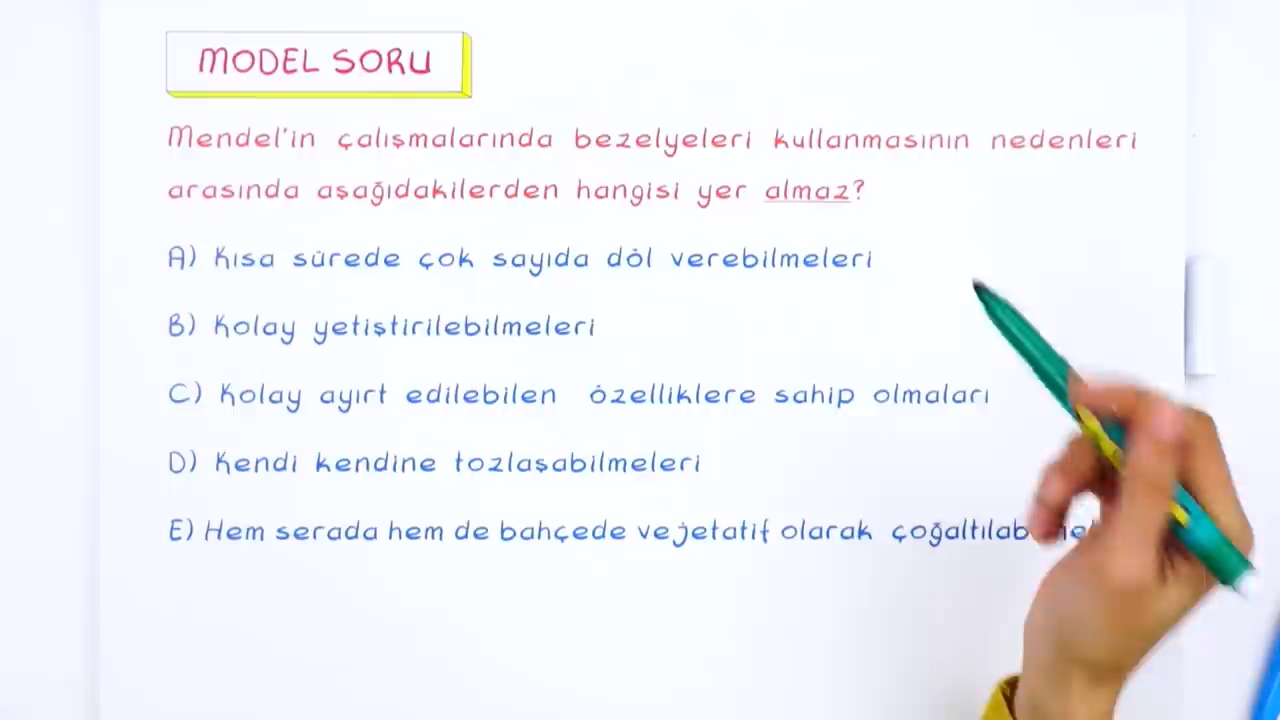 MODEL SORU
Mendel'in çalışmalarında bezelyeleri kullanmasının nedenleri
arasında aşağıdakilerden hangisi yer almaz?
A) Kısa sürede çok sayıda döl verebilmeleri
B) Kolay yetiştirilebilmeleri
C) Kolay ayırt edilebilen özelliklere sahip olmaları
D) Kendi kendine tozlaşabilmeleri
E) Hem serada hem de bahçede vejetatif olarak